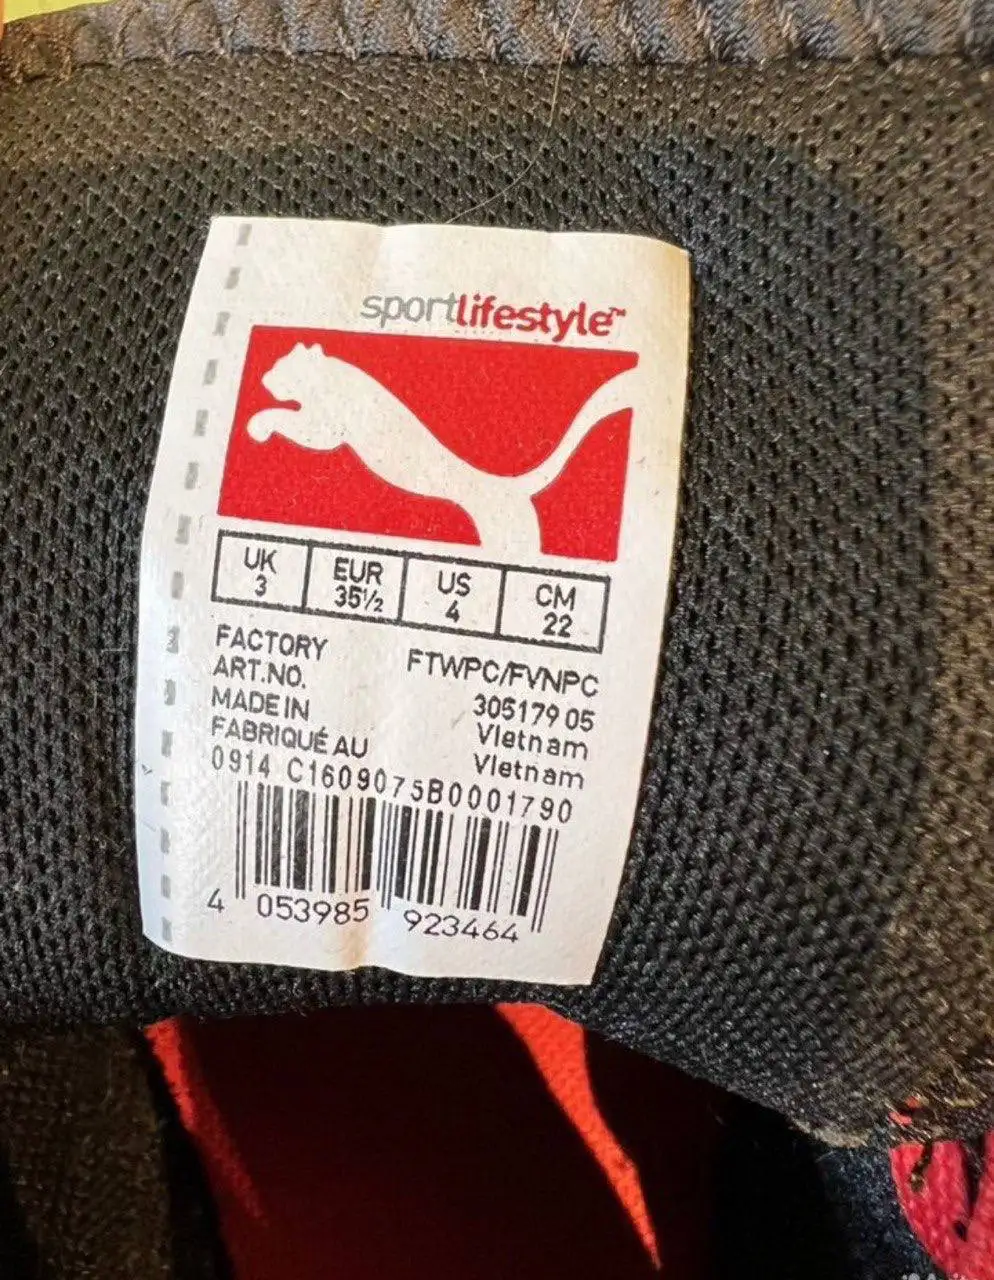 sportlifestyle™
UK EUR US CM
3 35½ 4 22
FACTORY FTWPC/FVNPC
ART.NO. 305179 05
MADE IN Vietnam
FABRIQUÉ AU Vietnam
0914 C1609075B0001790
4 053985 923464